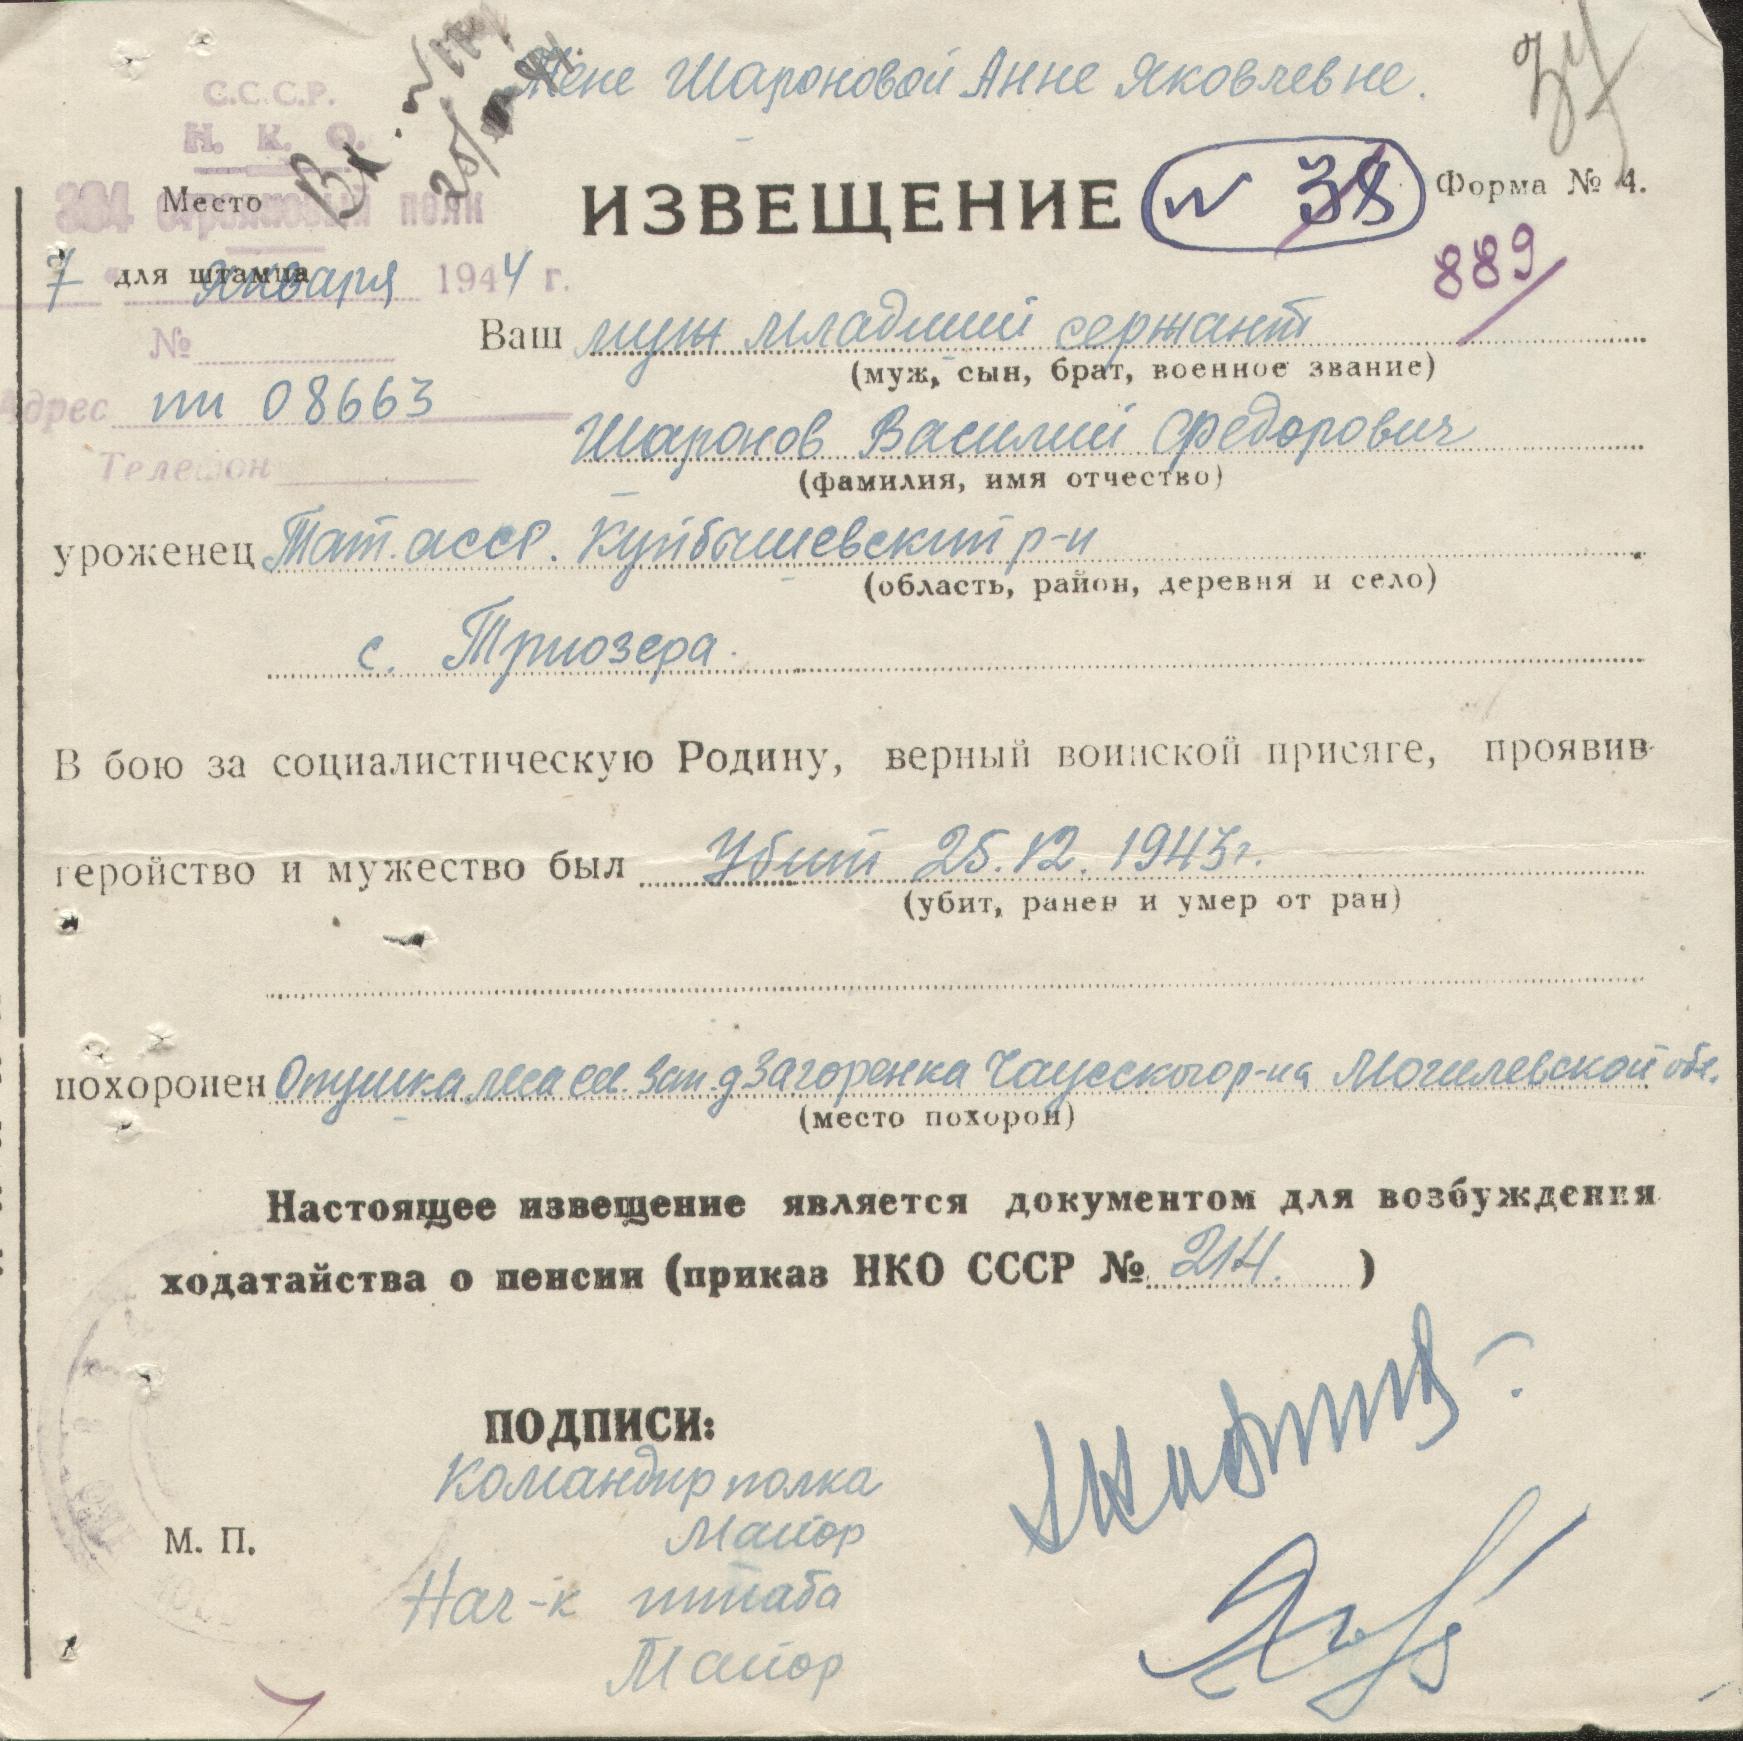 Жене Шароновой Анне Яковлевне.
С.С.С.Р.
Н. К. О.
Место
стрелковый полк
Вх. №
ИЗВЕЩЕНИЕ
Форма № 4.
889
7 для штампа января 1944 г.
№
Ваш муж младший сержант
(муж, сын, брат, военное звание)
Адрес пп 08663
Шаронов Василий Федорович
Телефон
(фамилия, имя отчество)
уроженец Тат. асср. Куйбышевский р-н
(область, район, деревня и село)
с. Триозера.
В бою за социалистическую Родину, верный воинской присяге, проявив
геройство и мужество был Убит 25.12.1943г.
(убит, ранен и умер от ран)
похоронен Опушка леса сев. зап. д Загоренка Чаусского р-на Могилевской обл.
(место похорон)
Настоящее извещение является документом для возбуждения
ходатайства о пенсии (приказ НКО СССР № 214. )
ПОДПИСИ:
Командир полка
Майор
М. П.
Нач-к штаба
Майор